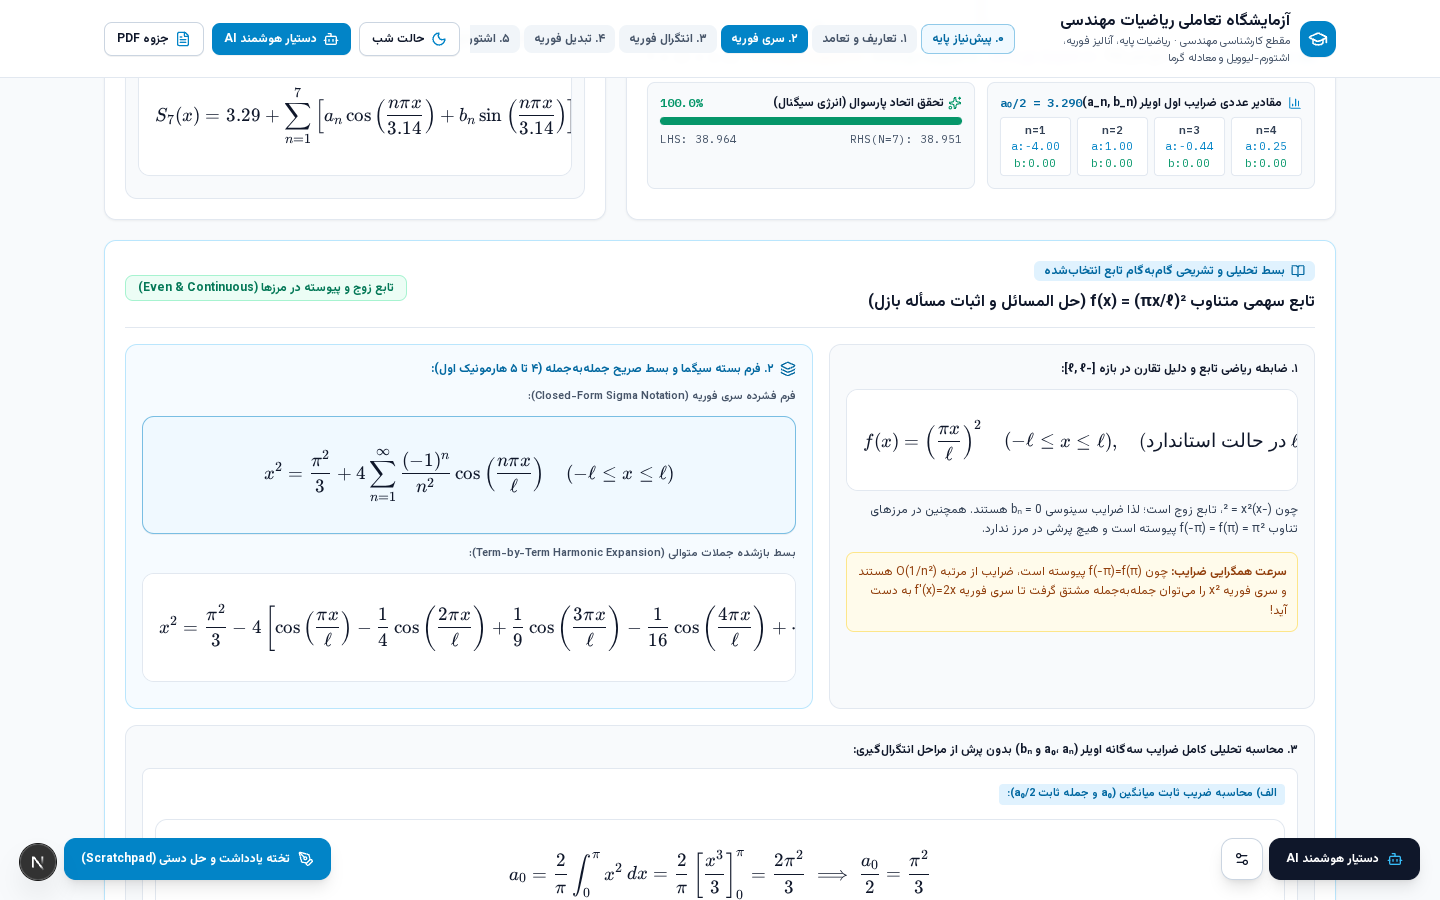 آزمایشگاه تعاملی ریاضیات مهندسی
مقطع کارشناسی مهندسی · ریاضیات پایه، آنالیز فوریه،
اشتورم-لیوویل و معادله گرما
۰. پیش‌نیاز پایه
۱. تعاریف و تعامد
۲. سری فوریه
۳. انتگرال فوریه
۴. تبدیل فوریه
۵. اشتور
حالت شب
دستیار هوشمند AI
جزوه PDF
مقادیر عددی ضرایب اول اویلر (a_n, b_n)
a₀/2 = 3.290
n=1 n=2 n=3 n=4
a:-4.00 a:1.00 a:-0.44 a:0.25
b:0.00 b:0.00 b:0.00 b:0.00
تحقق اتحاد پارسوال (انرژی سیگنال)
100.0%
LHS: 38.964 RHS(N=7): 38.951
S₇(x) = 3.29 + ∑_{n=1}^{7} [aₙ cos (nπx/3.14) + bₙ sin (nπx/3.14)]
بسط تحلیلی و تشریحی گام‌به‌گام تابع انتخاب‌شده
تابع سهمی متناوب f(x) = (πx/ℓ)² (حل المسائل و اثبات مسأله بازل)
تابع زوج و پیوسته در مرزها (Even & Continuous)
۱. ضابطه ریاضی تابع و دلیل تقارن در بازه [-ℓ, ℓ]:
f(x) = (πx/ℓ)² (−ℓ ≤ x ≤ ℓ), (در حالت استاندارد ℓ
چون (-x)² = x²، تابع زوج است؛ لذا ضرایب سینوسی bₙ = 0 هستند. همچنین در مرزهای
تناوب f(-π) = f(π) = π² پیوسته است و هیچ پرشی در مرز ندارد.
سرعت همگرایی ضرایب: چون f(-π)=f(π) پیوسته است، ضرایب از مرتبه O(1/n²) هستند
و سری فوریه x² را می‌توان جمله‌به‌جمله مشتق گرفت تا سری فوریه f'(x)=2x به دست
آید!
۲. فرم بسته سیگما و بسط صریح جمله‌به‌جمله (۴ تا ۵ هارمونیک اول):
فرم فشرده سری فوریه (Closed-Form Sigma Notation):
x² = π²/3 + 4 ∑_{n=1}^{∞} (−1)ⁿ/n² cos (nπx/ℓ) (−ℓ ≤ x ≤ ℓ)
بسط بازشده جملات متوالی (Term-by-Term Harmonic Expansion):
x² = π²/3 − 4 [cos (πx/ℓ) − 1/4 cos (2πx/ℓ) + 1/9 cos (3πx/ℓ) − 1/16 cos (4πx/ℓ) + ·
۳. محاسبه تحلیلی کامل ضرایب سه‌گانه اویلر (a₀، aₙ و bₙ) بدون پرش از مراحل انتگرال‌گیری:
الف) محاسبه ضریب ثابت میانگین (a₀ و جمله ثابت a₀/2):
a₀ = 2/π ∫₀^π x² dx = 2/π [x³/3]₀^π = 2π²/3 ⟹ a₀/2 = π²/3
دستیار هوشمند AI
تخته یادداشت و حل دستی (Scratchpad)
N